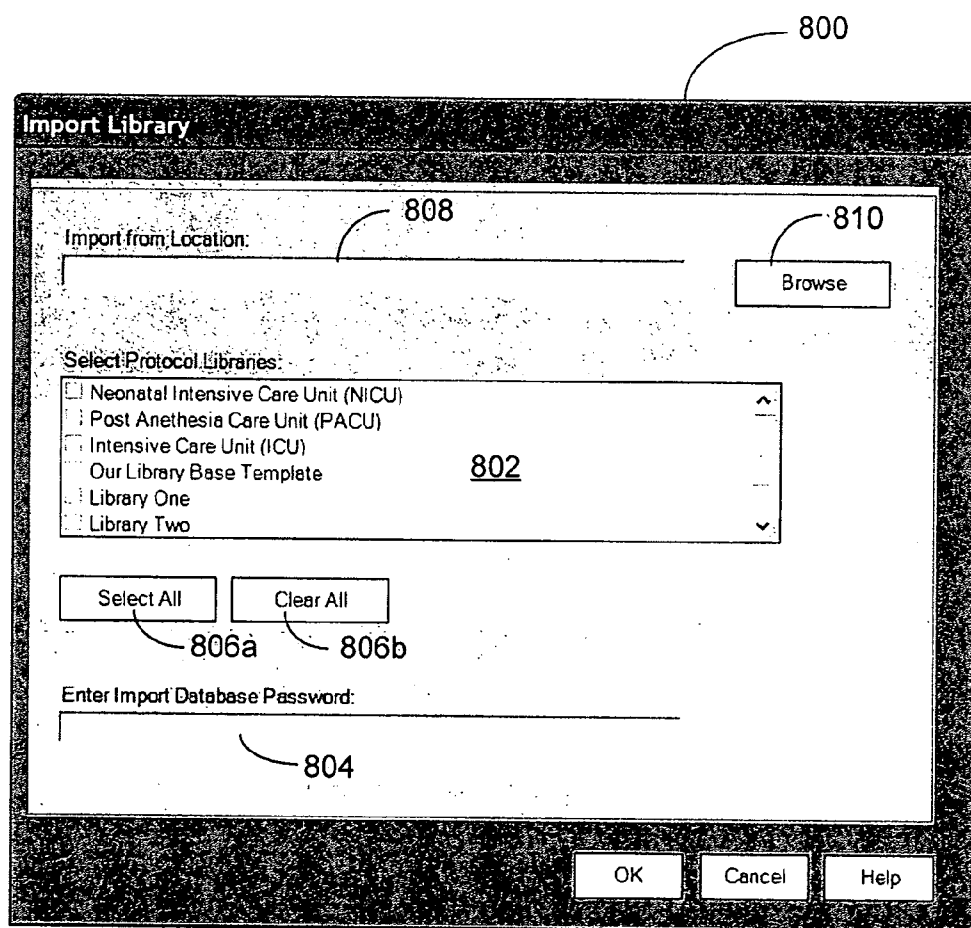 800
Import Library
808
810
Import from Location:
Browse
Select Protocol Libraries:
Neonatal Intensive Care Unit (NICU)
Post Anethesia Care Unit (PACU)
Intensive Care Unit (ICU)
Our Library Base Template
802
Library One
Library Two
Select All
Clear All
806a
806b
Enter Import Database Password:
804
OK
Cancel
Help